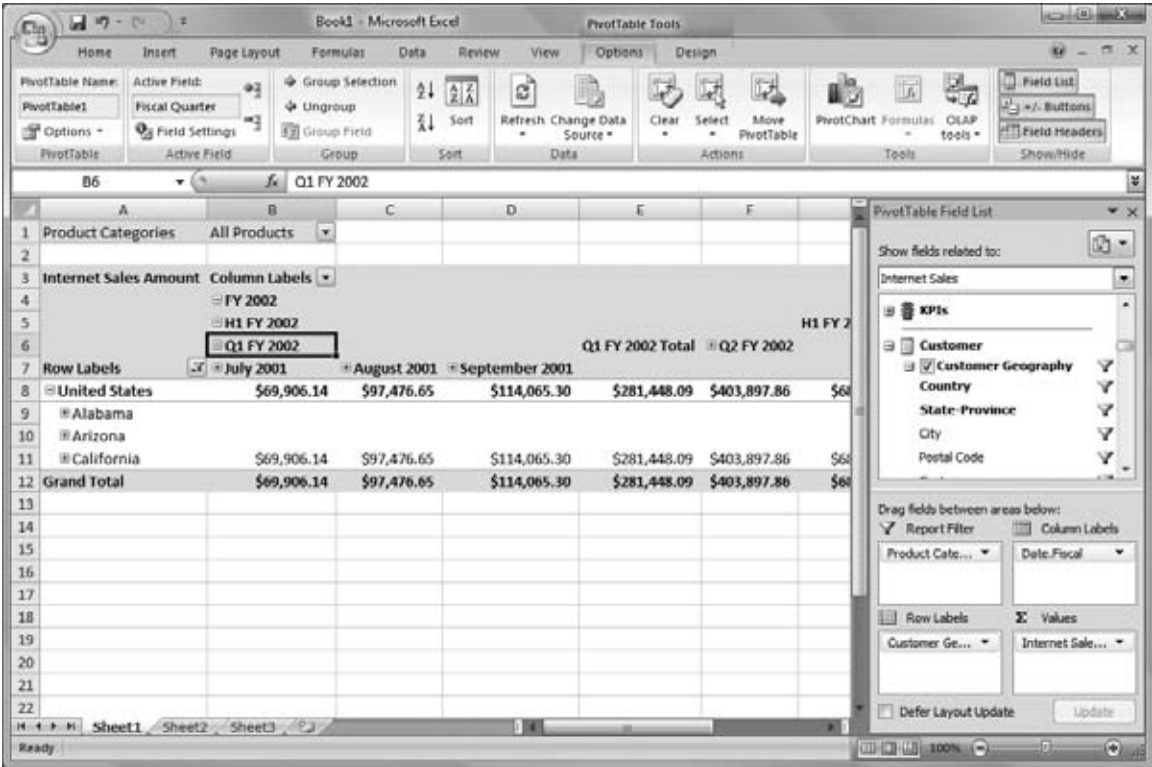 Book1 - Microsoft Excel PivotTable Tools
Home Insert Page Layout Formulas Data Review View Options Design
PivotTable Name: Active Field: Group Selection Field List
PivotTable1 Fiscal Quarter Ungroup Sort Refresh Change Data Source Clear Select Move PivotTable PivotChart Formulas OLAP tools +/- Buttons
Options Field Settings Group Field Field Headers
PivotTable Active Field Group Sort Data Actions Tools Show/Hide
B6 fx Q1 FY 2002
A B C D E F
PivotTable Field List
1 Product Categories All Products
2
Show fields related to:
3 Internet Sales Amount Column Labels
Internet Sales
4 FY 2002
5 H1 FY 2002 H1 FY 2
6 Q1 FY 2002 Q1 FY 2002 Total Q2 FY 2002
7 Row Labels July 2001 August 2001 September 2001
8 United States $69,906.14 $97,476.65 $114,065.30 $281,448.09 $403,897.86 $68
9 Alabama
10 Arizona
11 California $69,906.14 $97,476.65 $114,065.30 $281,448.09 $403,897.86 $68
12 Grand Total $69,906.14 $97,476.65 $114,065.30 $281,448.09 $403,897.86 $68
13
14
15
16
17
18
19
20
21
22
KPIs
Customer
Customer Geography
Country
State-Province
City
Postal Code
Drag fields between areas below:
Report Filter Column Labels
Product Cate... Date.Fiscal
Row Labels Σ Values
Customer Ge... Internet Sale...
Defer Layout Update Update
Sheet1 Sheet2 Sheet3
Ready 100%